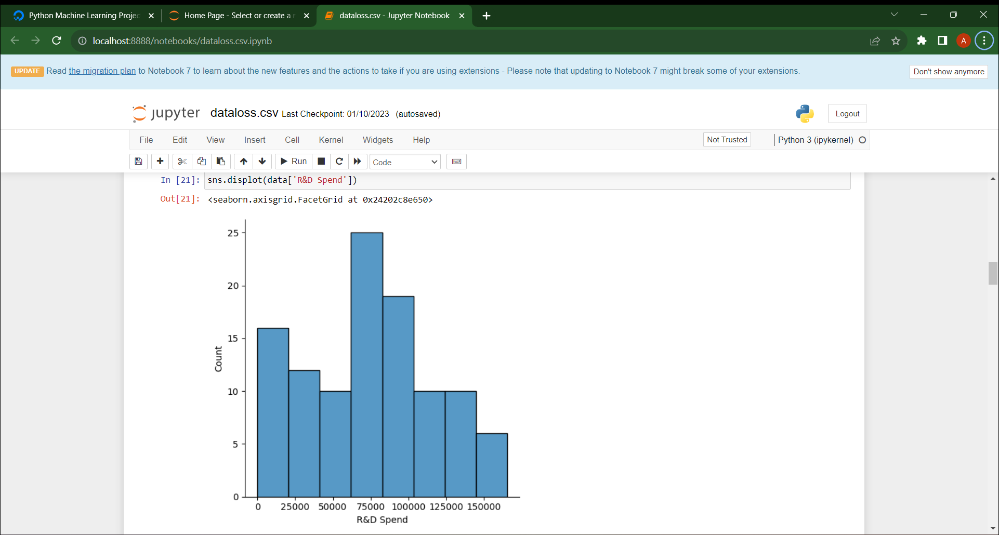 Python Machine Learning Projec
Home Page - Select or create a n
dataloss.csv - Jupyter Notebook
localhost:8888/notebooks/dataloss.csv.ipynb
A
UPDATE Read the migration plan to Notebook 7 to learn about the new features and the actions to take if you are using extensions - Please note that updating to Notebook 7 might break some of your extensions.
Don't show anymore
jupyter dataloss.csv Last Checkpoint: 01/10/2023 (autosaved)
Logout
File Edit View Insert Cell Kernel Widgets Help
Not Trusted
Python 3 (ipykernel)
Run
Code
In [21]: sns.displot(data['R&D Spend'])
Out[21]: <seaborn.axisgrid.FacetGrid at 0x24202c8e650>
25
20
15
10
5
0
Count
0 25000 50000 75000 100000 125000 150000
R&D Spend